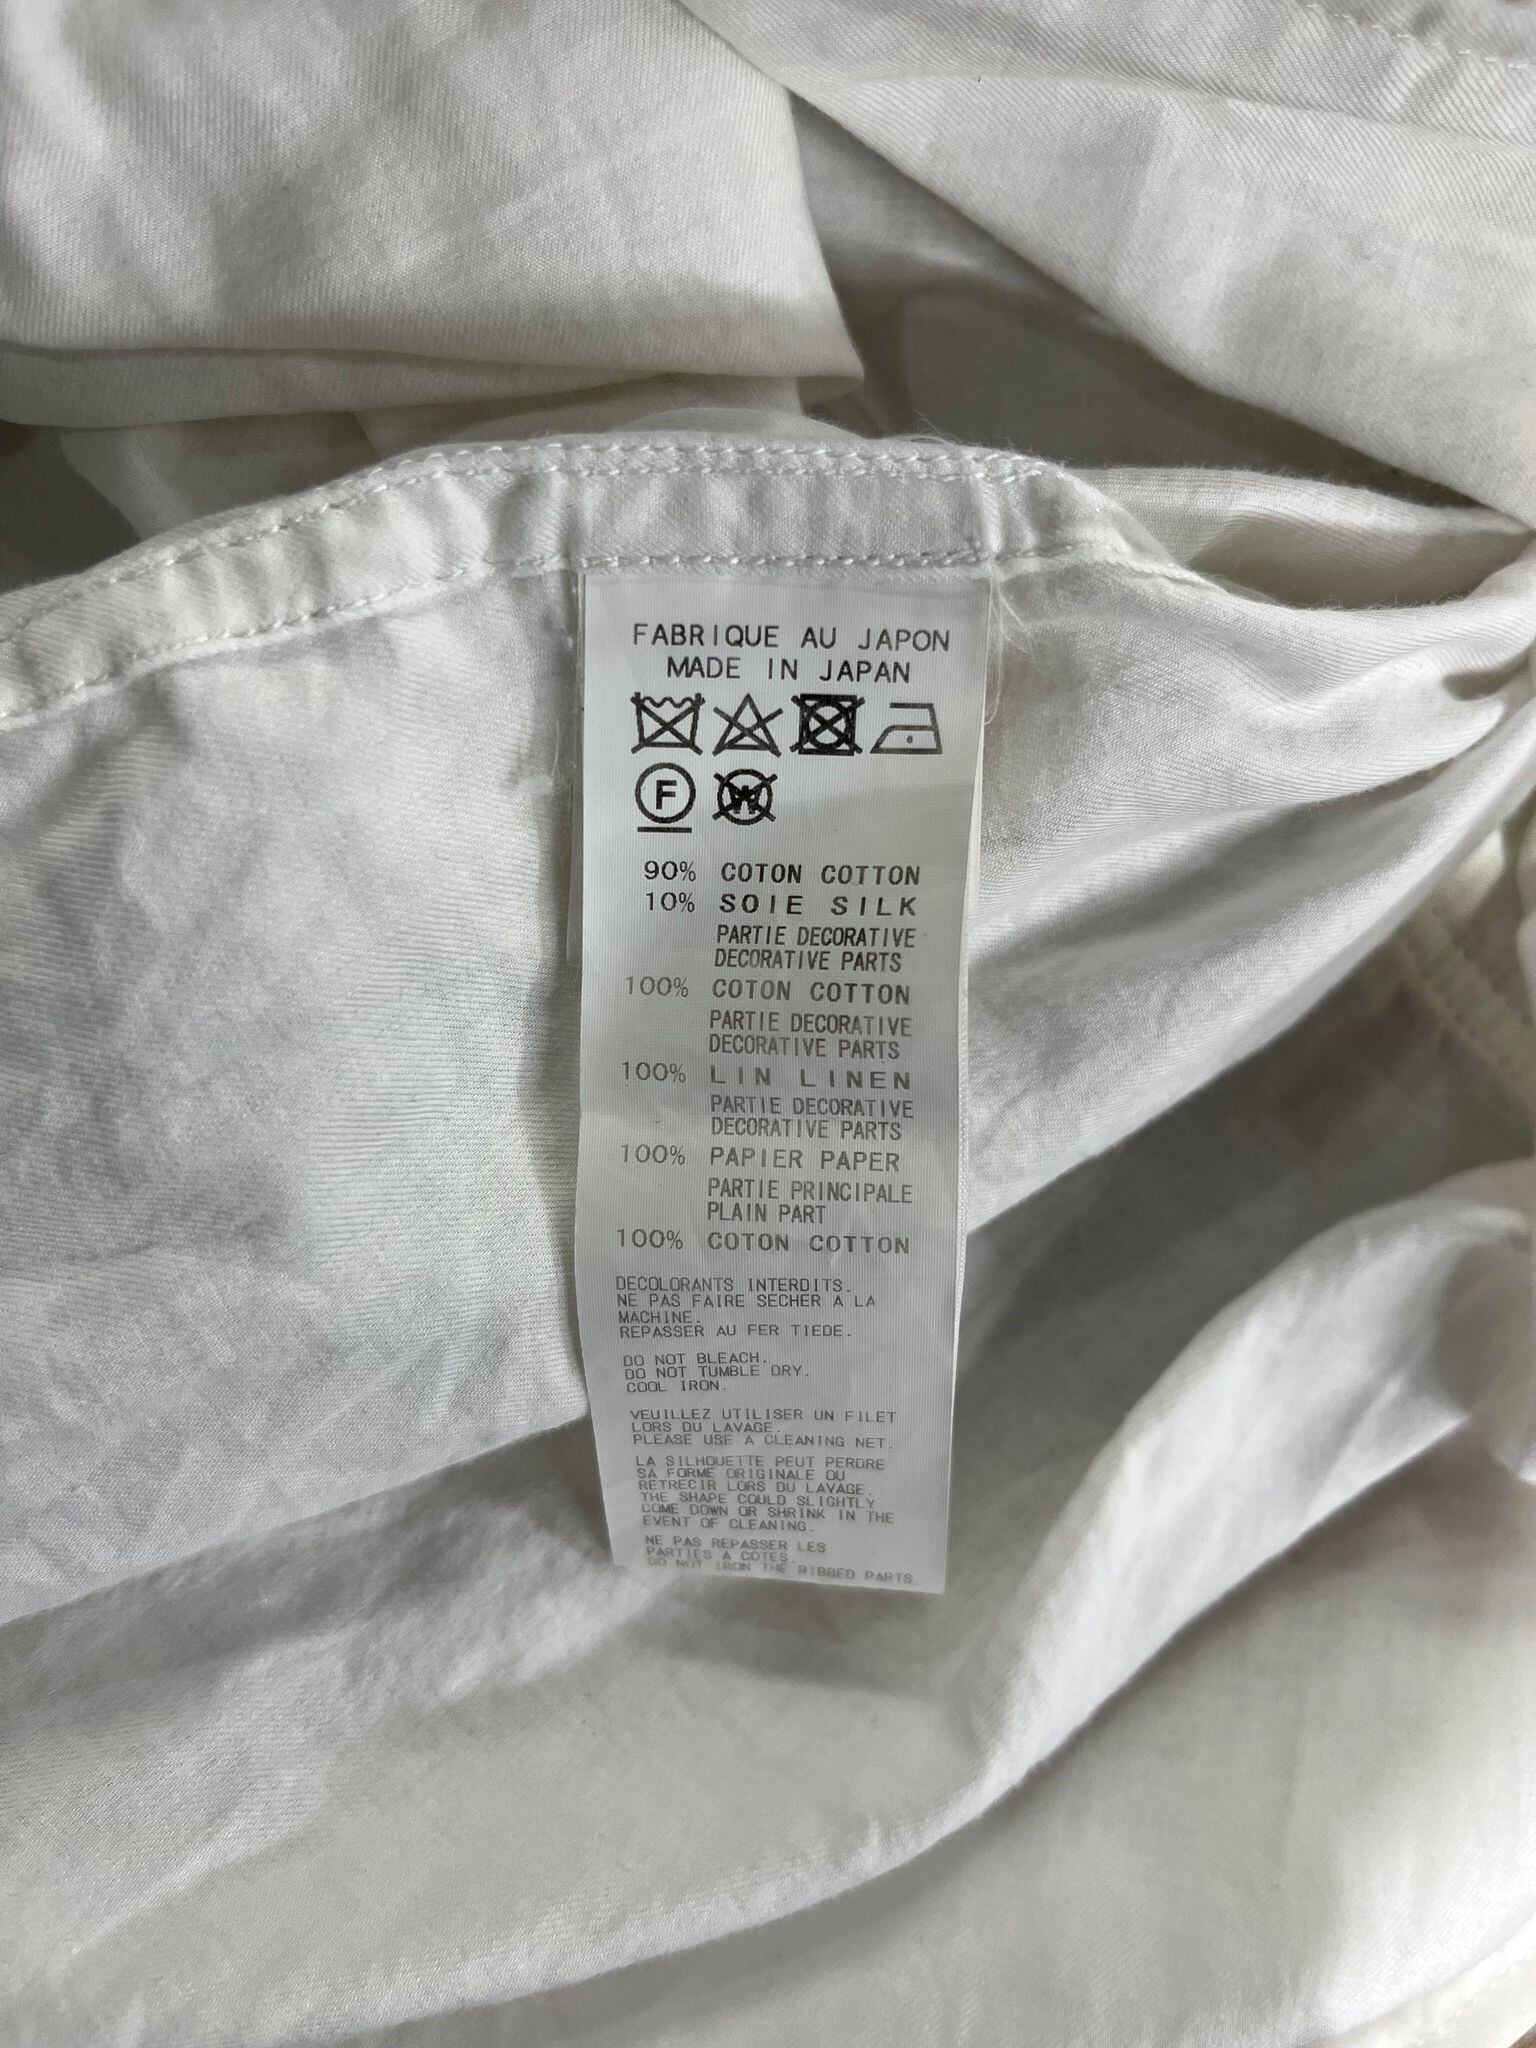 FABRIQUE AU JAPON
MADE IN JAPAN
F W
90% COTON COTTON
10% SOIE SILK
PARTIE DECORATIVE
DECORATIVE PARTS
100% COTON COTTON
PARTIE DECORATIVE
DECORATIVE PARTS
100% LIN LINEN
PARTIE DECORATIVE
DECORATIVE PARTS
100% PAPIER PAPER
PARTIE PRINCIPALE
PLAIN PART
100% COTON COTTON
DECOLORANTS INTERDITS.
NE PAS FAIRE SECHER A LA
MACHINE.
REPASSER AU FER TIEDE.
DO NOT BLEACH.
DO NOT TUMBLE DRY.
COOL IRON.
VEUILLEZ UTILISER UN FILET
LORS DU LAVAGE.
PLEASE USE A CLEANING NET.
LA SILHOUETTE PEUT PERDRE
SA FORME ORIGINALE OU
RETRECIR LORS DU LAVAGE.
THE SHAPE COULD SLIGHTLY
COME DOWN OR SHRINK IN THE
EVENT OF CLEANING.
NE PAS REPASSER LES
PARTIES A COTES.
DO NOT IRON THE RIBBED PARTS.